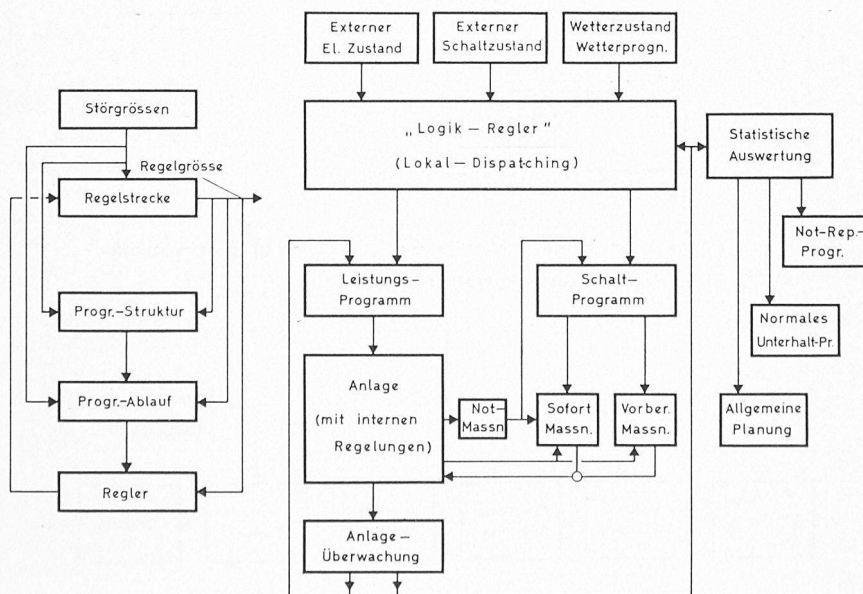 Störgrössen
Regelgrösse
Regelstrecke
Progr.-Struktur
Progr.-Ablauf
Regler
Externer
El. Zustand
Externer
Schaltzustand
Wetterzustand
Wetterprogn.
„Logik – Regler"
(Lokal – Dispatching)
Leistungs-
Programm
Schalt-
Programm
Anlage
(mit internen
Regelungen)
Not-
Massn.
Sofort
Massn.
Vorber.
Massn.
Anlage –
Überwachung
Statistische
Auswertung
Not-Rep.-
Progr.
Normales
Unterhalt-Pr.
Allgemeine
Planung